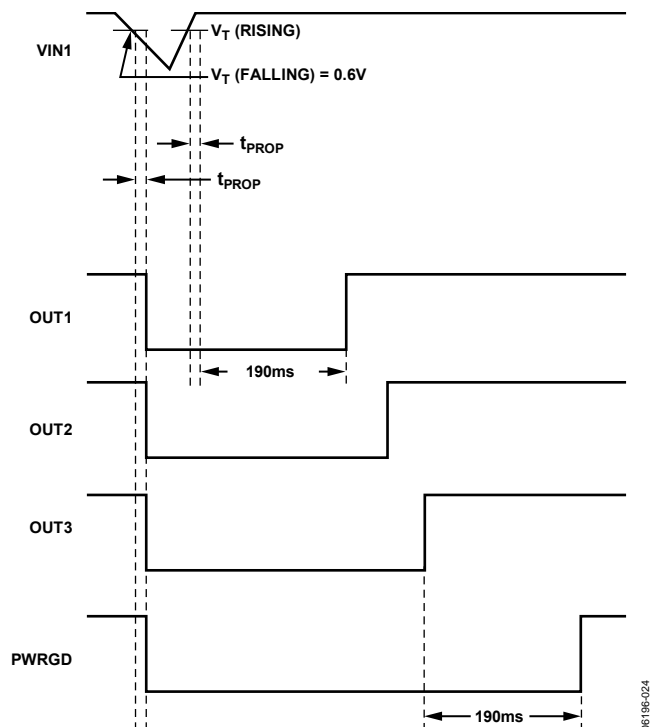 VIN1
V_T (RISING)
V_T (FALLING) = 0.6V
t_PROP
t_PROP
OUT1
190ms
OUT2
OUT3
PWRGD
190ms
06196-024